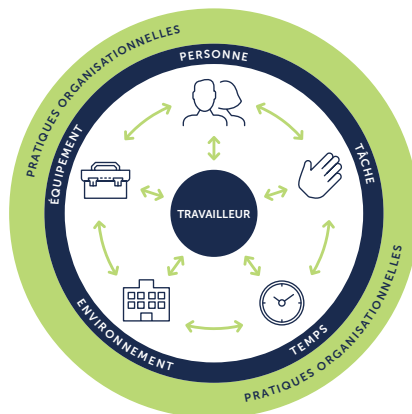 PRATIQUES ORGANISATIONNELLES
PERSONNE
ÉQUIPEMENT
TÂCHE
TRAVAILLEUR
ENVIRONNEMENT
TEMPS
PRATIQUES ORGANISATIONNELLES